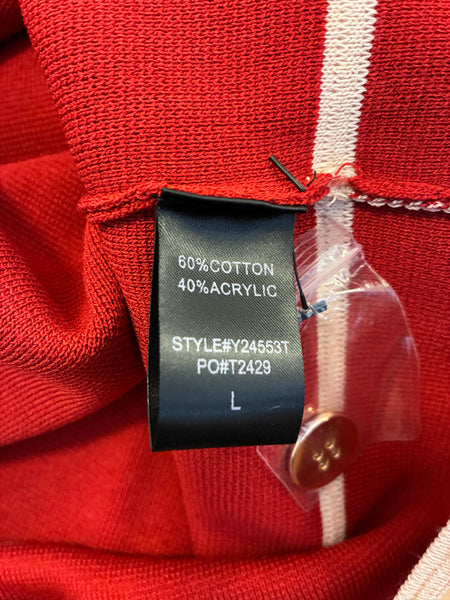 60%COTTON
40%ACRYLIC
STYLE#Y24553T
PO#T2429
L